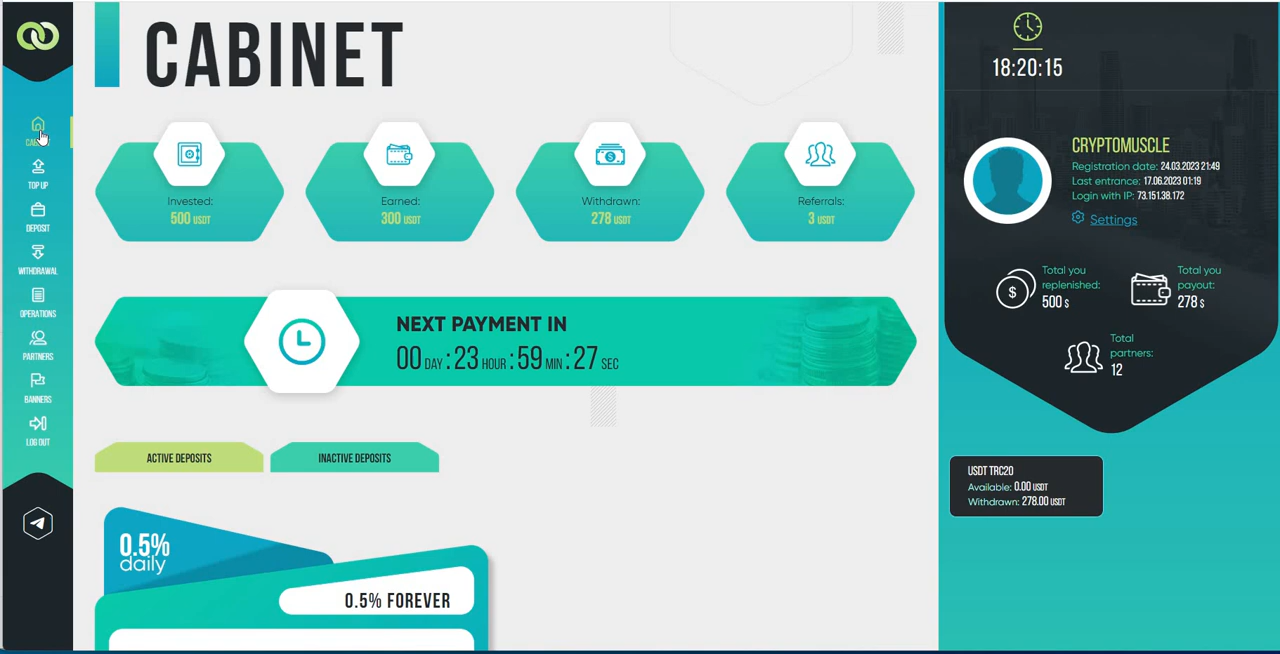 CABINET
TOP UP
DEPOSIT
WITHDRAWAL
OPERATIONS
PARTNERS
BANNERS
LOG OUT
Invested:
500 USDT
Earned:
300 USDT
Withdrawn:
278 USDT
Referrals:
3 USDT
NEXT PAYMENT IN
00 DAY : 23 HOUR : 59 MIN : 27 SEC
ACTIVE DEPOSITS
INACTIVE DEPOSITS
0.5%
daily
0.5% FOREVER
18:20:15
CRYPTOMUSCLE
Registration date: 24.03.2023 21:49
Last entrance: 17.06.2023 01:19
Login with IP: 73.151.38.172
Settings
Total you
replenished:
500 $
Total you
payout:
278 $
Total
partners:
12
USDT TRC20
Available: 0.00 USDT
Withdrawn: 278.00 USDT